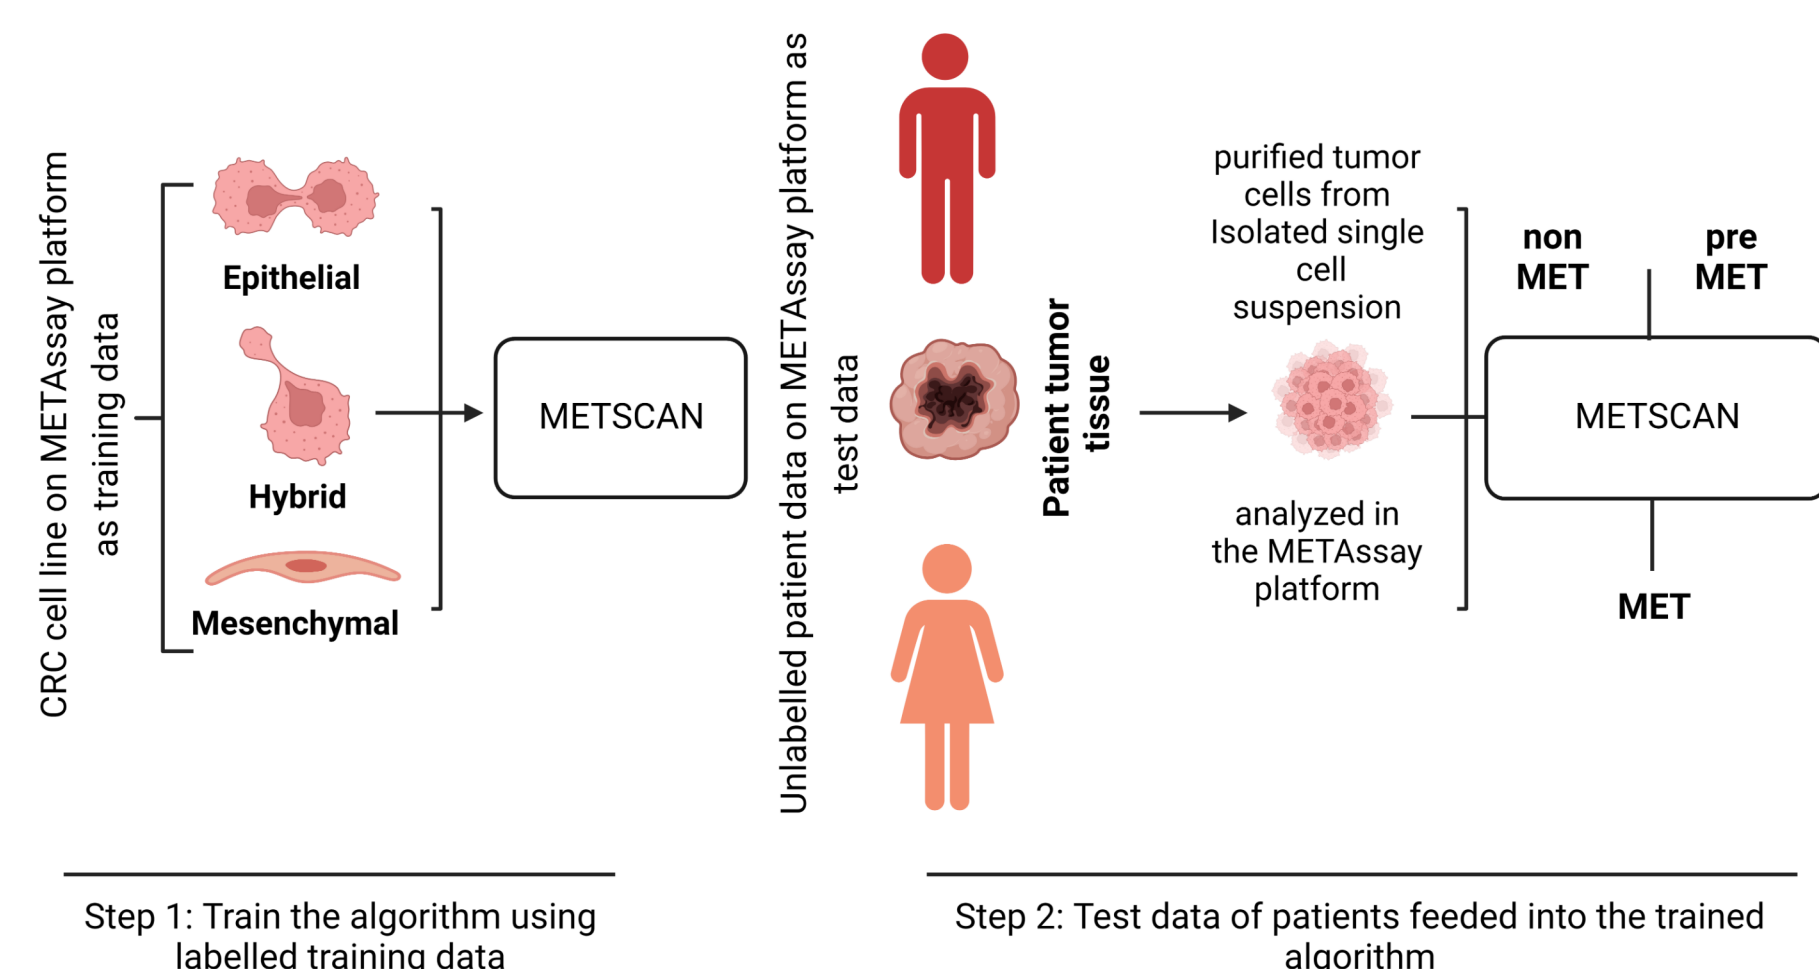 CRC cell line on METAssay platform
as training data
Epithelial
Hybrid
Mesenchymal
METSCAN
Unlabelled patient data on METAssay platform as
test data
Patient tumor
tissue
purified tumor
cells from
Isolated single
cell
suspension
analyzed in
the METAssay
platform
non
MET
pre
MET
METSCAN
MET
Step 1: Train the algorithm using
labelled training data
Step 2: Test data of patients feeded into the trained
algorithm